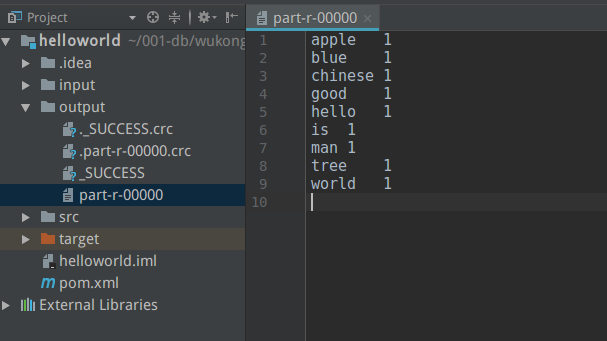 Project
part-r-00000
helloworld ~/001-db/wukong
.idea
input
output
._SUCCESS.crc
.part-r-00000.crc
_SUCCESS
part-r-00000
src
target
helloworld.iml
pom.xml
External Libraries
1 apple 1
2 blue 1
3 chinese 1
4 good 1
5 hello 1
6 is 1
7 man 1
8 tree 1
9 world 1
10